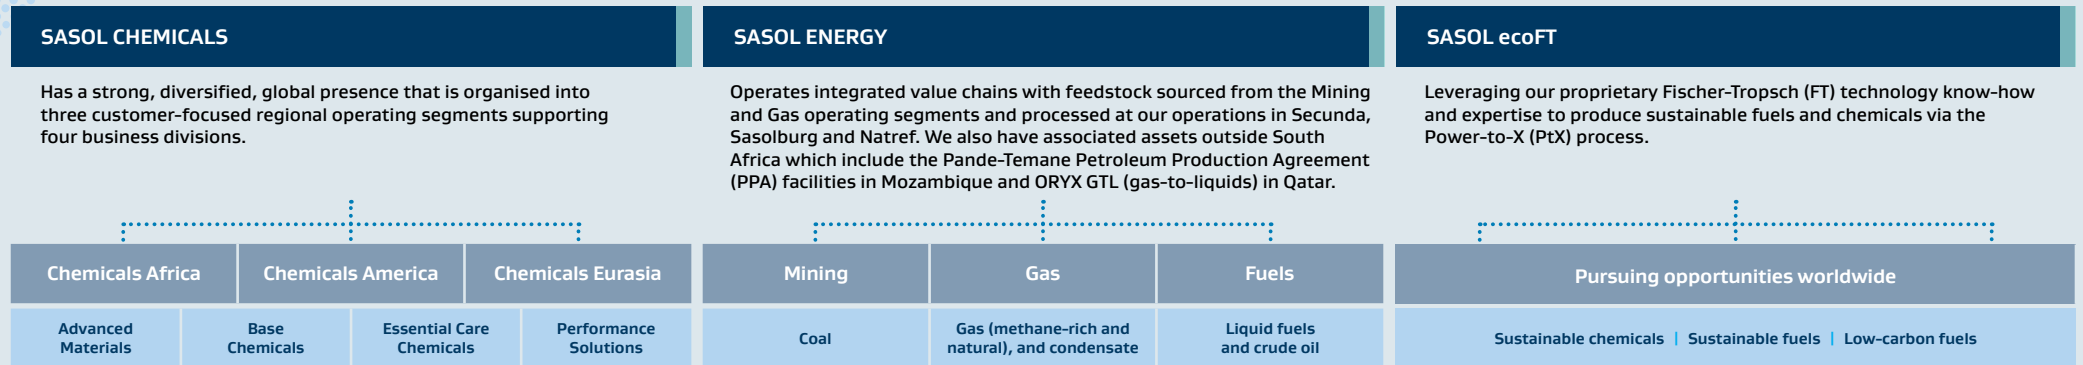 SASOL CHEMICALS
Has a strong, diversified, global presence that is organised into
three customer-focused regional operating segments supporting
four business divisions.
Chemicals Africa
Chemicals America
Chemicals Eurasia
Advanced
Materials
Base
Chemicals
Essential Care
Chemicals
Performance
Solutions
SASOL ENERGY
Operates integrated value chains with feedstock sourced from the Mining
and Gas operating segments and processed at our operations in Secunda,
Sasolburg and Natref. We also have associated assets outside South
Africa which include the Pande-Temane Petroleum Production Agreement
(PPA) facilities in Mozambique and ORYX GTL (gas-to-liquids) in Qatar.
Mining
Gas
Fuels
Coal
Gas (methane-rich and
natural), and condensate
Liquid fuels
and crude oil
SASOL ecoFT
Leveraging our proprietary Fischer-Tropsch (FT) technology know-how
and expertise to produce sustainable fuels and chemicals via the
Power-to-X (PtX) process.
Pursuing opportunities worldwide
Sustainable chemicals | Sustainable fuels | Low-carbon fuels